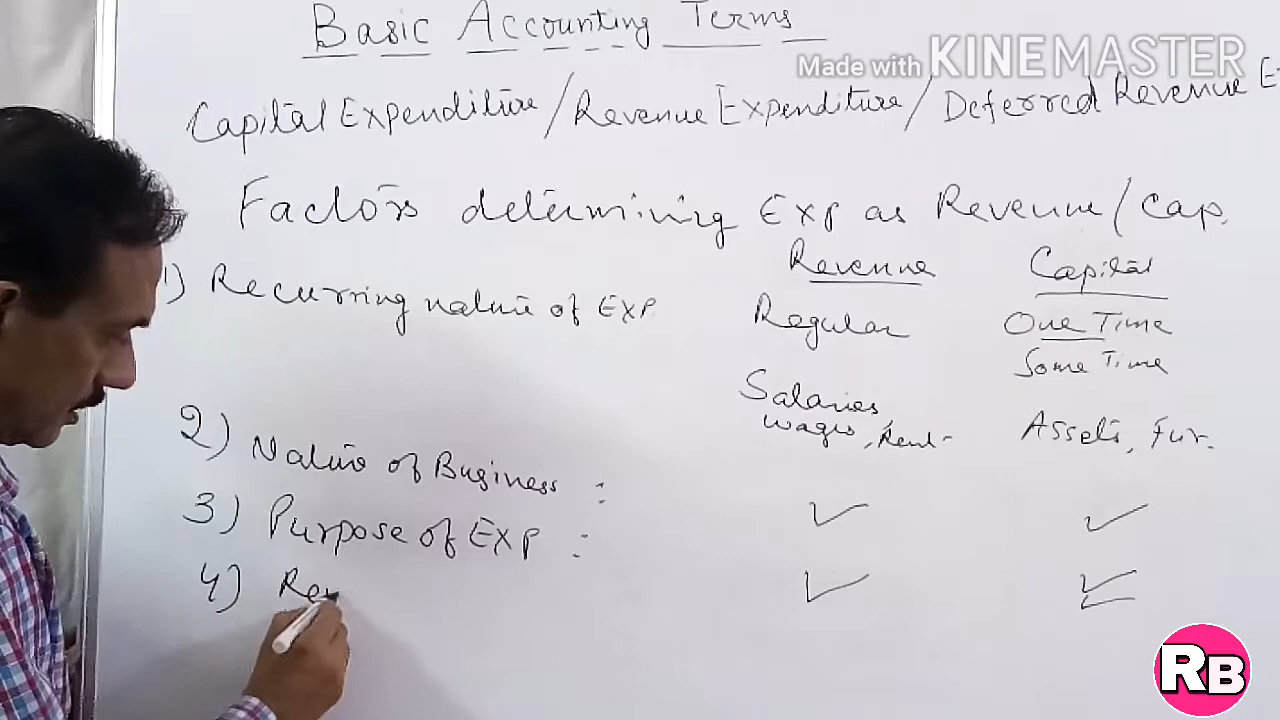 Basic Accounting Terms
Made with KINEMASTER
Capital Expenditure / Revenue Expenditure / Deferred Revenue E
Factors determining Exp as Revenue / Cap.
Revenue Capital
1) Recurring nature of Exp Regular One Time
Some Time
Salaries
wages, Rent Assets, Fur.
2) Nature of Business :
3) Purpose of Exp :
4) Rev
RB